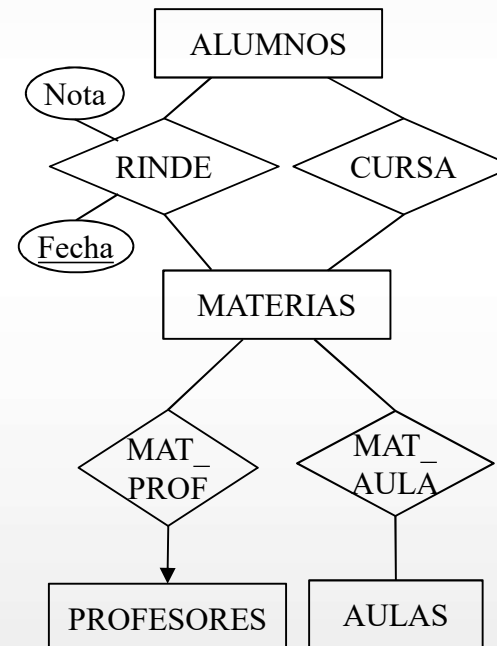 ALUMNOS
Nota
RINDE
CURSA
Fecha
MATERIAS
MAT_
PROF
MAT_
AULA
PROFESORES
AULAS